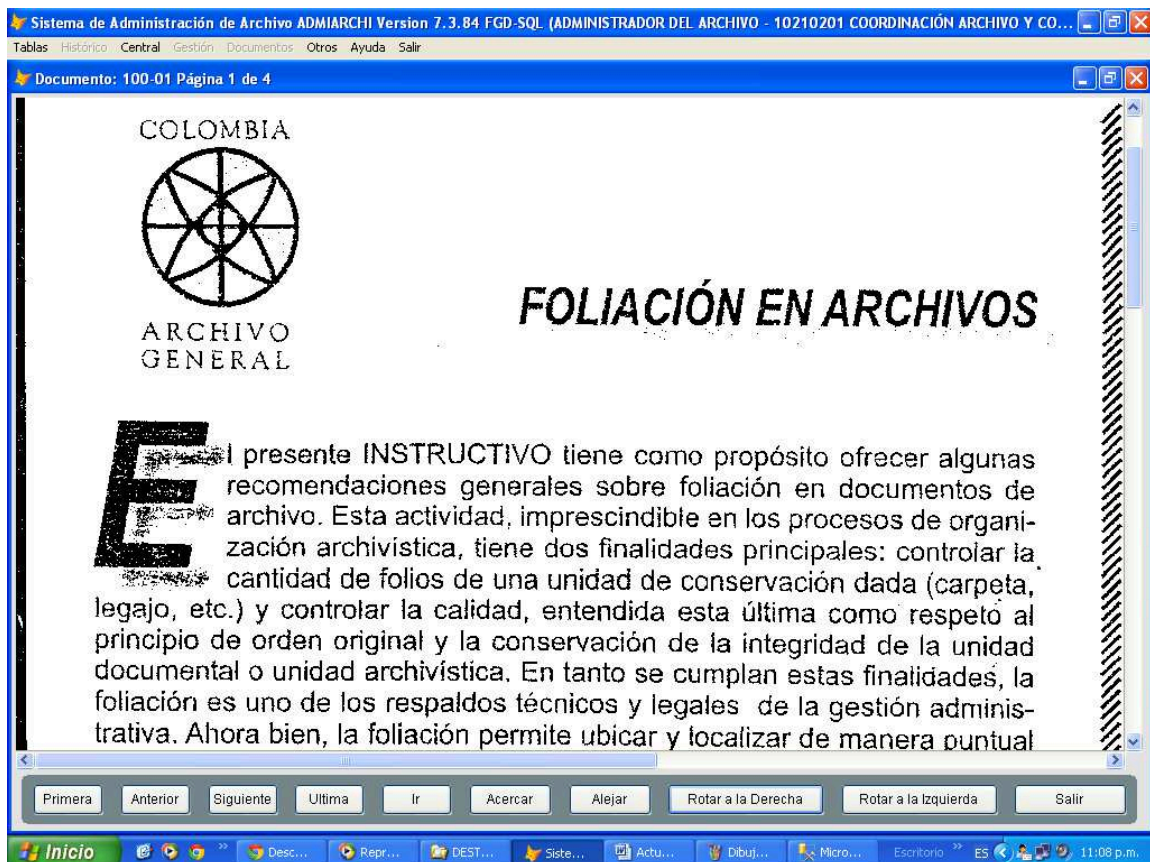 Sistema de Administración de Archivo ADMIARCHI Version 7.3.84 FGD-SQL (ADMINISTRADOR DEL ARCHIVO - 10210201 COORDINACIÓN ARCHIVO Y CO...
Tablas Histórico Central Gestión Documentos Otros Ayuda Salir
Documento: 100-01 Página 1 de 4
COLOMBIA
ARCHIVO
GENERAL
FOLIACIÓN EN ARCHIVOS
El presente INSTRUCTIVO tiene como propósito ofrecer algunas
recomendaciones generales sobre foliación en documentos de
archivo. Esta actividad, imprescindible en los procesos de organi-
zación archivística, tiene dos finalidades principales: controlar la
cantidad de folios de una unidad de conservación dada (carpeta,
legajo, etc.) y controlar la calidad, entendida esta última como respeto al
principio de orden original y la conservación de la integridad de la unidad
documental o unidad archivística. En tanto se cumplan estas finalidades, la
foliación es uno de los respaldos técnicos y legales de la gestión adminis-
trativa. Ahora bien, la foliación permite ubicar y localizar de manera puntual
Primera Anterior Siguiente Ultima Ir Acercar Alejar Rotar a la Derecha Rotar a la Izquierda Salir
Inicio Desc... Repr... DEST... Siste... Actu... Dibuj... Micro... Escritorio ES 11:08 p.m.